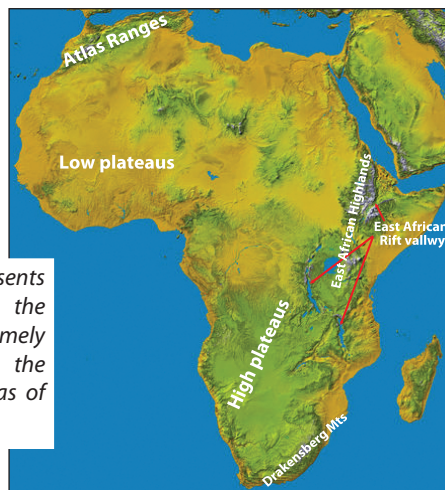 Atlas Ranges
Low plateaus
East African Highlands
East African
Rift vallwy
High plateaus
Drakensberg Mts
sents
the
mely
the
as of